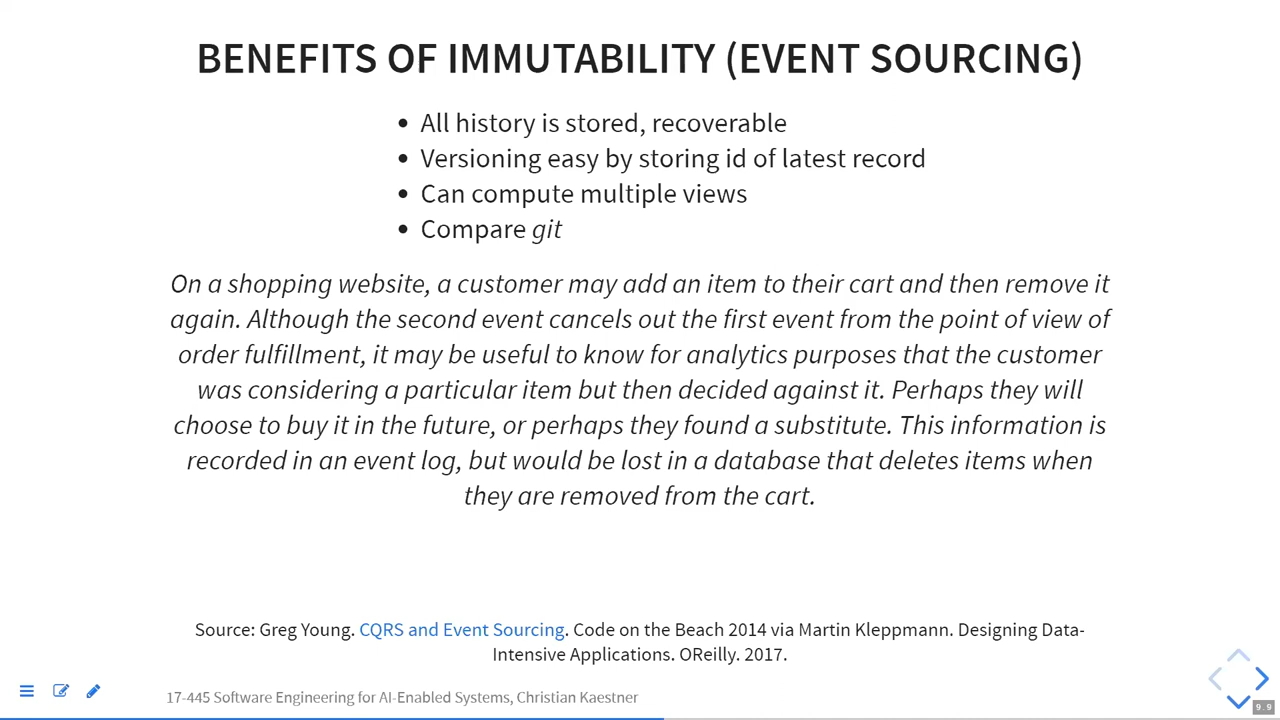 BENEFITS OF IMMUTABILITY (EVENT SOURCING)
All history is stored, recoverable
Versioning easy by storing id of latest record
Can compute multiple views
Compare git
On a shopping website, a customer may add an item to their cart and then remove it
again. Although the second event cancels out the first event from the point of view of
order fulfillment, it may be useful to know for analytics purposes that the customer
was considering a particular item but then decided against it. Perhaps they will
choose to buy it in the future, or perhaps they found a substitute. This information is
recorded in an event log, but would be lost in a database that deletes items when
they are removed from the cart.
Source: Greg Young. CQRS and Event Sourcing. Code on the Beach 2014 via Martin Kleppmann. Designing Data-
Intensive Applications. OReilly. 2017.
17-445 Software Engineering for AI-Enabled Systems, Christian Kaestner
9.9